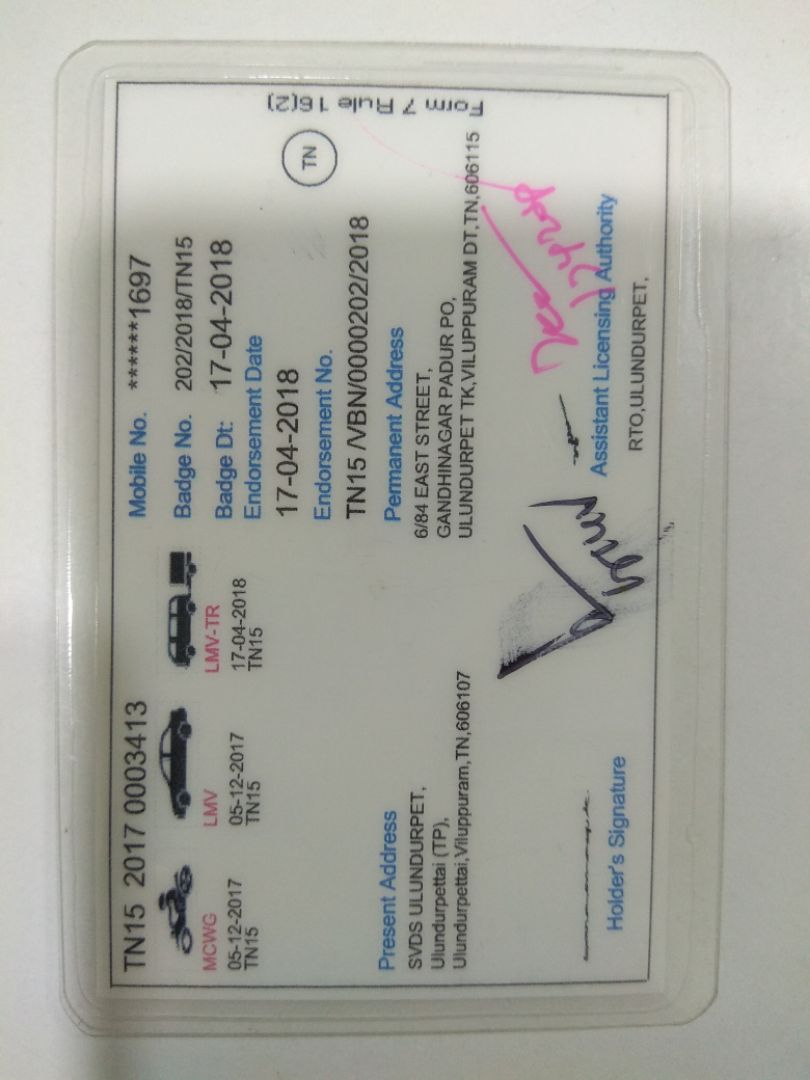 Form 7 Rule 16(2)
TN
TN15 2017 0003413
MCWG
05-12-2017
TN15
LMV
05-12-2017
TN15
LMV-TR
17-04-2018
TN15
Mobile No. ******1697
Badge No. 202/2018/TN15
Badge Dt: 17-04-2018
Endorsement Date
17-04-2018
Endorsement No.
TN15 /VBN/0000202/2018
Present Address
SVDS ULUNDURPET,
Ulundurpettai (TP),
Ulundurpettai,Viluppuram,TN,606107
Permanent Address
6/84 EAST STREET,
GANDHINAGAR PADUR PO,
ULUNDURPET TK,VILUPPURAM DT,TN,606115
Holder's Signature
Assistant Licensing Authority
RTO,ULUNDURPET,